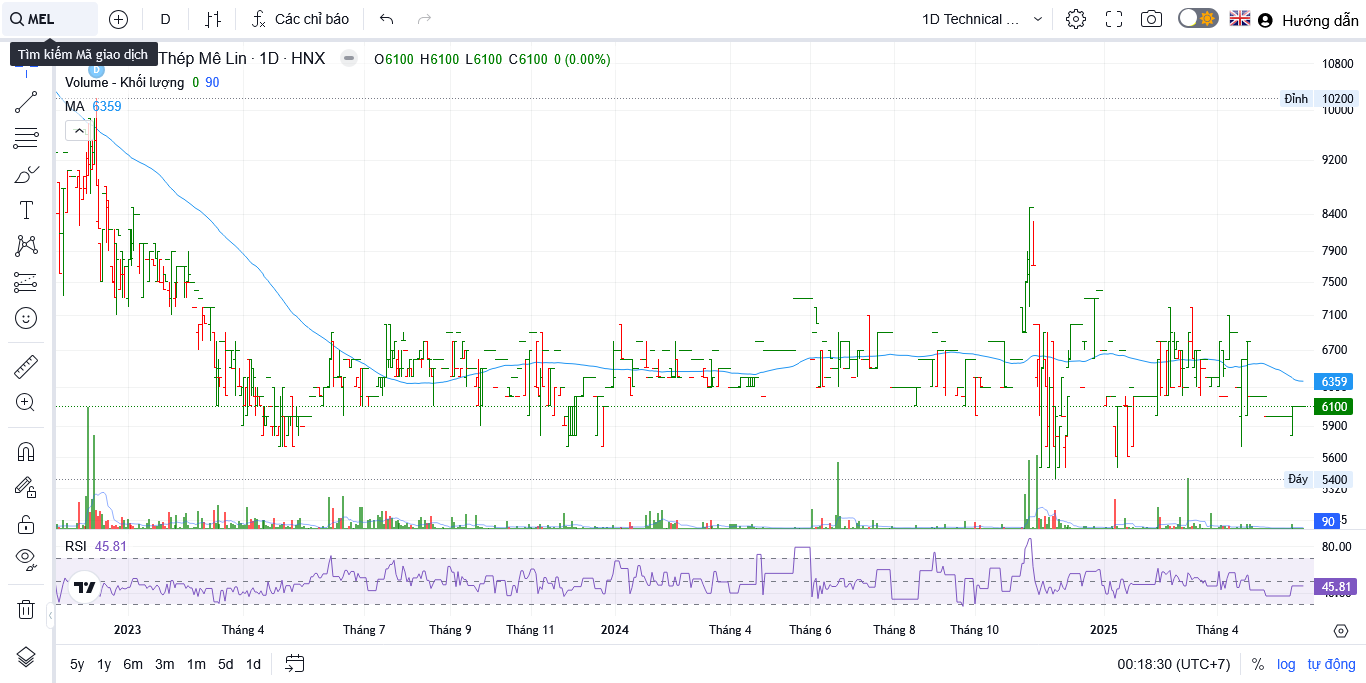 MEL
D
Các chỉ báo
1D Technical ...
Hướng dẫn
Tìm kiếm Mã giao dịch
Thép Mê Lin · 1D · HNX
O6100 H6100 L6100 C6100 0 (0.00%)
D
Volume - Khối lượng 0 90
MA 6359
10800
Đỉnh 10200
10000
9200
8400
7900
7500
7100
6700
6359
6100
5900
5600
Đáy 5400
5320
90
RSI 45.81
80.00
45.81
2023
Tháng 4
Tháng 7
Tháng 9
Tháng 11
2024
Tháng 4
Tháng 6
Tháng 8
Tháng 10
2025
Tháng 4
5y 1y 6m 3m 1m 5d 1d
00:18:30 (UTC+7)
% log tự động